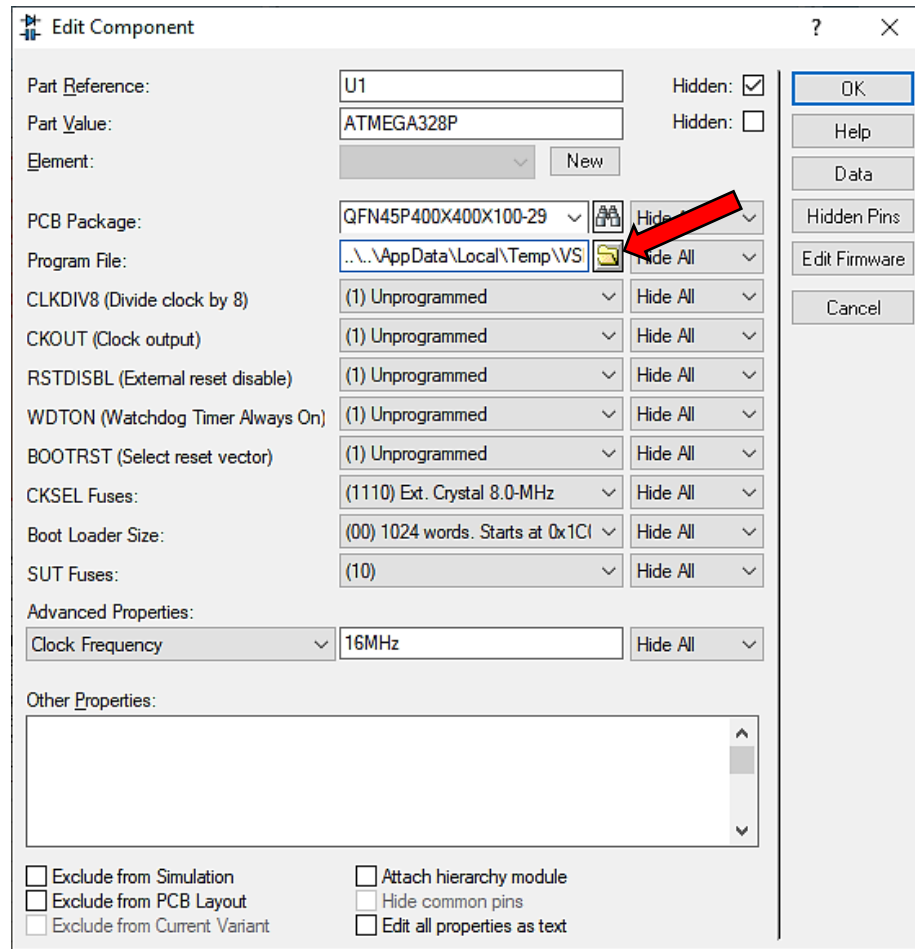 Edit Component ?
Part Reference: U1 Hidden: OK
Part Value: ATMEGA328P Hidden: Help
Element: New Data
PCB Package: QFN45P400X400X100-29 Hide Hidden Pins
Program File: ..\..\AppData\Local\Temp\VS Hide All Edit Firmware
CLKDIV8 (Divide clock by 8) (1) Unprogrammed Hide All Cancel
CKOUT (Clock output) (1) Unprogrammed Hide All
RSTDISBL (External reset disable) (1) Unprogrammed Hide All
WDTON (Watchdog Timer Always On) (1) Unprogrammed Hide All
BOOTRST (Select reset vector) (1) Unprogrammed Hide All
CKSEL Fuses: (1110) Ext. Crystal 8.0-MHz Hide All
Boot Loader Size: (00) 1024 words. Starts at 0x1C( Hide All
SUT Fuses: (10) Hide All
Advanced Properties:
Clock Frequency 16MHz Hide All
Other Properties:
Exclude from Simulation Attach hierarchy module
Exclude from PCB Layout Hide common pins
Exclude from Current Variant Edit all properties as text